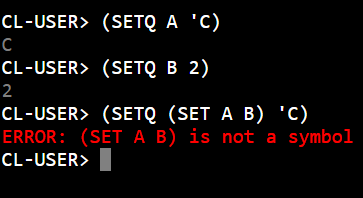 CL-USER> (SETQ A 'C)
C
CL-USER> (SETQ B 2)
2
CL-USER> (SETQ (SET A B) 'C)
ERROR: (SET A B) is not a symbol
CL-USER>